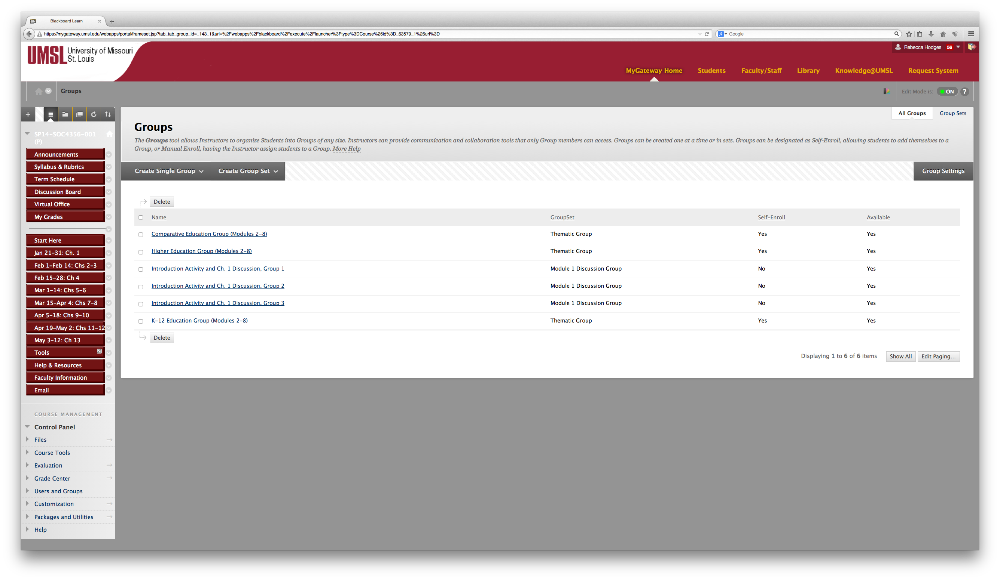 Blackboard Learn
https://mygateway.umsl.edu/webapps/portal/frameset.jsp?tab_tab_group_id=_143_1&url=%2Fwebapps%2Fblackboard%2Fexecute%2Flauncher%3Ftype%3DCourse%26id%3D_63579_1%26url%3D
Google
UMSL University of Missouri
St. Louis
Rebecca Hodges 56
MyGateway Home Students Faculty/Staff Library Knowledge@UMSL Request System
Groups
Edit Mode is: ON ?
All Groups Group Sets
SP14-SOC4356-001
(P)
Announcements
Syllabus & Rubrics
Term Schedule
Discussion Board
Virtual Office
My Grades
Start Here
Jan 21-31: Ch. 1
Feb 1-Feb 14: Chs 2-3
Feb 15-28: Ch 4
Mar 1-14: Chs 5-6
Mar 15-Apr 4: Chs 7-8
Apr 5-18: Chs 9-10
Apr 19-May 2: Chs 11-12
May 3-12: Ch 13
Tools
Help & Resources
Faculty Information
Email
COURSE MANAGEMENT
Control Panel
Files
Course Tools
Evaluation
Grade Center
Users and Groups
Customization
Packages and Utilities
Help
Groups
The Groups tool allows Instructors to organize Students into Groups of any size. Instructors can provide communication and collaboration tools that only Group members can access. Groups can be created one at a time or in sets. Groups can be designated as Self-Enroll, allowing students to add themselves to a
Group, or Manual Enroll, having the Instructor assign students to a Group. More Help
Create Single Group Create Group Set Group Settings
Delete
Name GroupSet Self-Enroll Available
Comparative Education Group (Modules 2-8) Thematic Group Yes Yes
Higher Education Group (Modules 2-8) Thematic Group Yes Yes
Introduction Activity and Ch. 1 Discussion, Group 1 Module 1 Discussion Group No Yes
Introduction Activity and Ch. 1 Discussion, Group 2 Module 1 Discussion Group No Yes
Introduction Activity and Ch. 1 Discussion, Group 3 Module 1 Discussion Group No Yes
K-12 Education Group (Modules 2-8) Thematic Group Yes Yes
Delete
Displaying 1 to 6 of 6 items Show All Edit Paging...